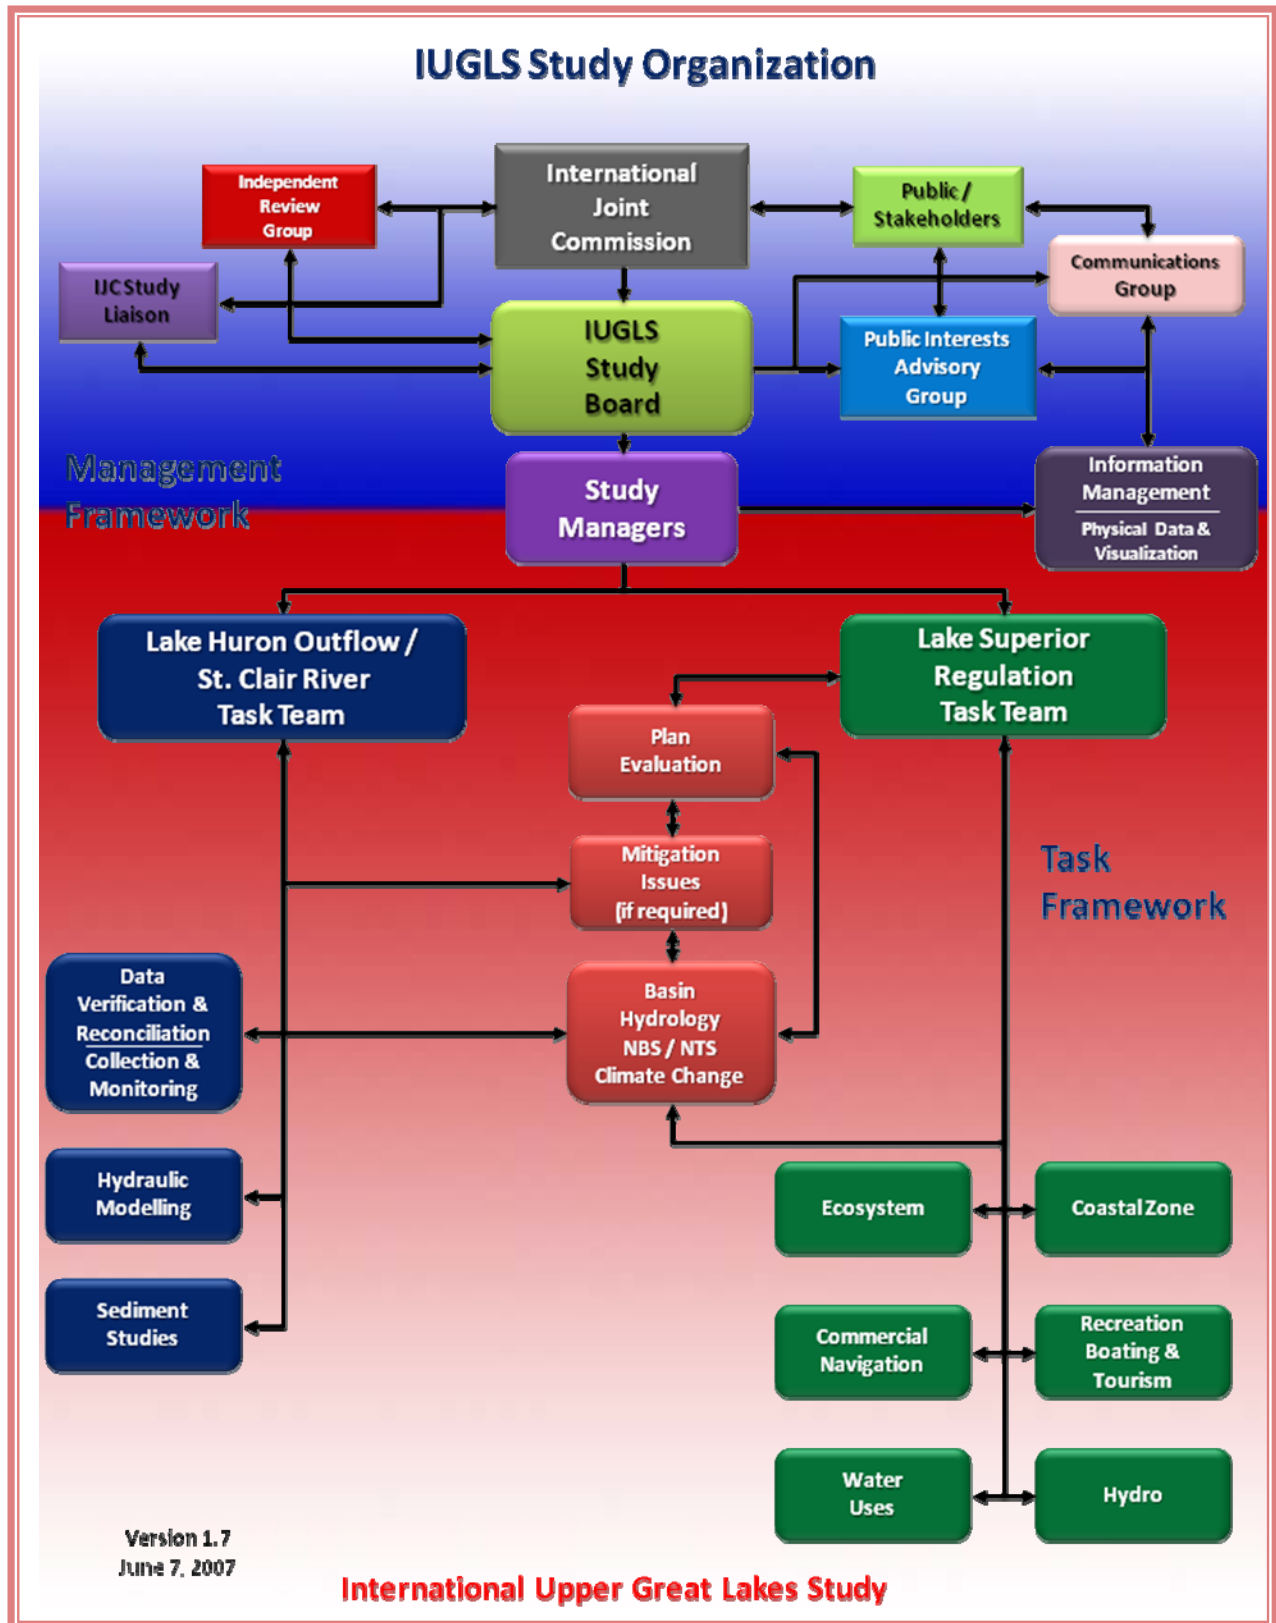 IUGLS Study Organization
Independent
Review
Group
International
Joint
Commission
Public /
Stakeholders
IJC Study
Liaison
Communications
Group
IUGLS
Study
Board
Public Interests
Advisory
Group
Management
Framework
Study
Managers
Information
Management
Physical Data &
Visualization
Lake Huron Outflow /
St. Clair River
Task Team
Lake Superior
Regulation
Task Team
Plan
Evaluation
Mitigation
Issues
(if required)
Task
Framework
Data
Verification &
Reconciliation
Collection &
Monitoring
Basin
Hydrology
NBS / NTS
Climate Change
Hydraulic
Modelling
Ecosystem
Coastal Zone
Sediment
Studies
Commercial
Navigation
Recreation
Boating &
Tourism
Water
Uses
Hydro
Version 1.7
June 7, 2007
International Upper Great Lakes Study